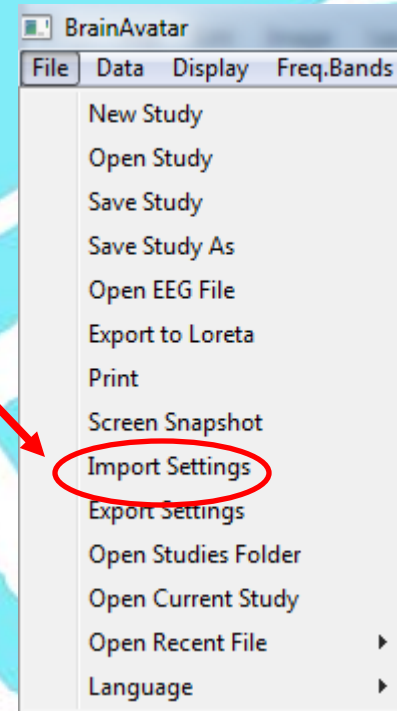 BrainAvatar
File Data Display Freq.Bands
New Study
Open Study
Save Study
Save Study As
Open EEG File
Export to Loreta
Print
Screen Snapshot
Import Settings
Export Settings
Open Studies Folder
Open Current Study
Open Recent File
Language